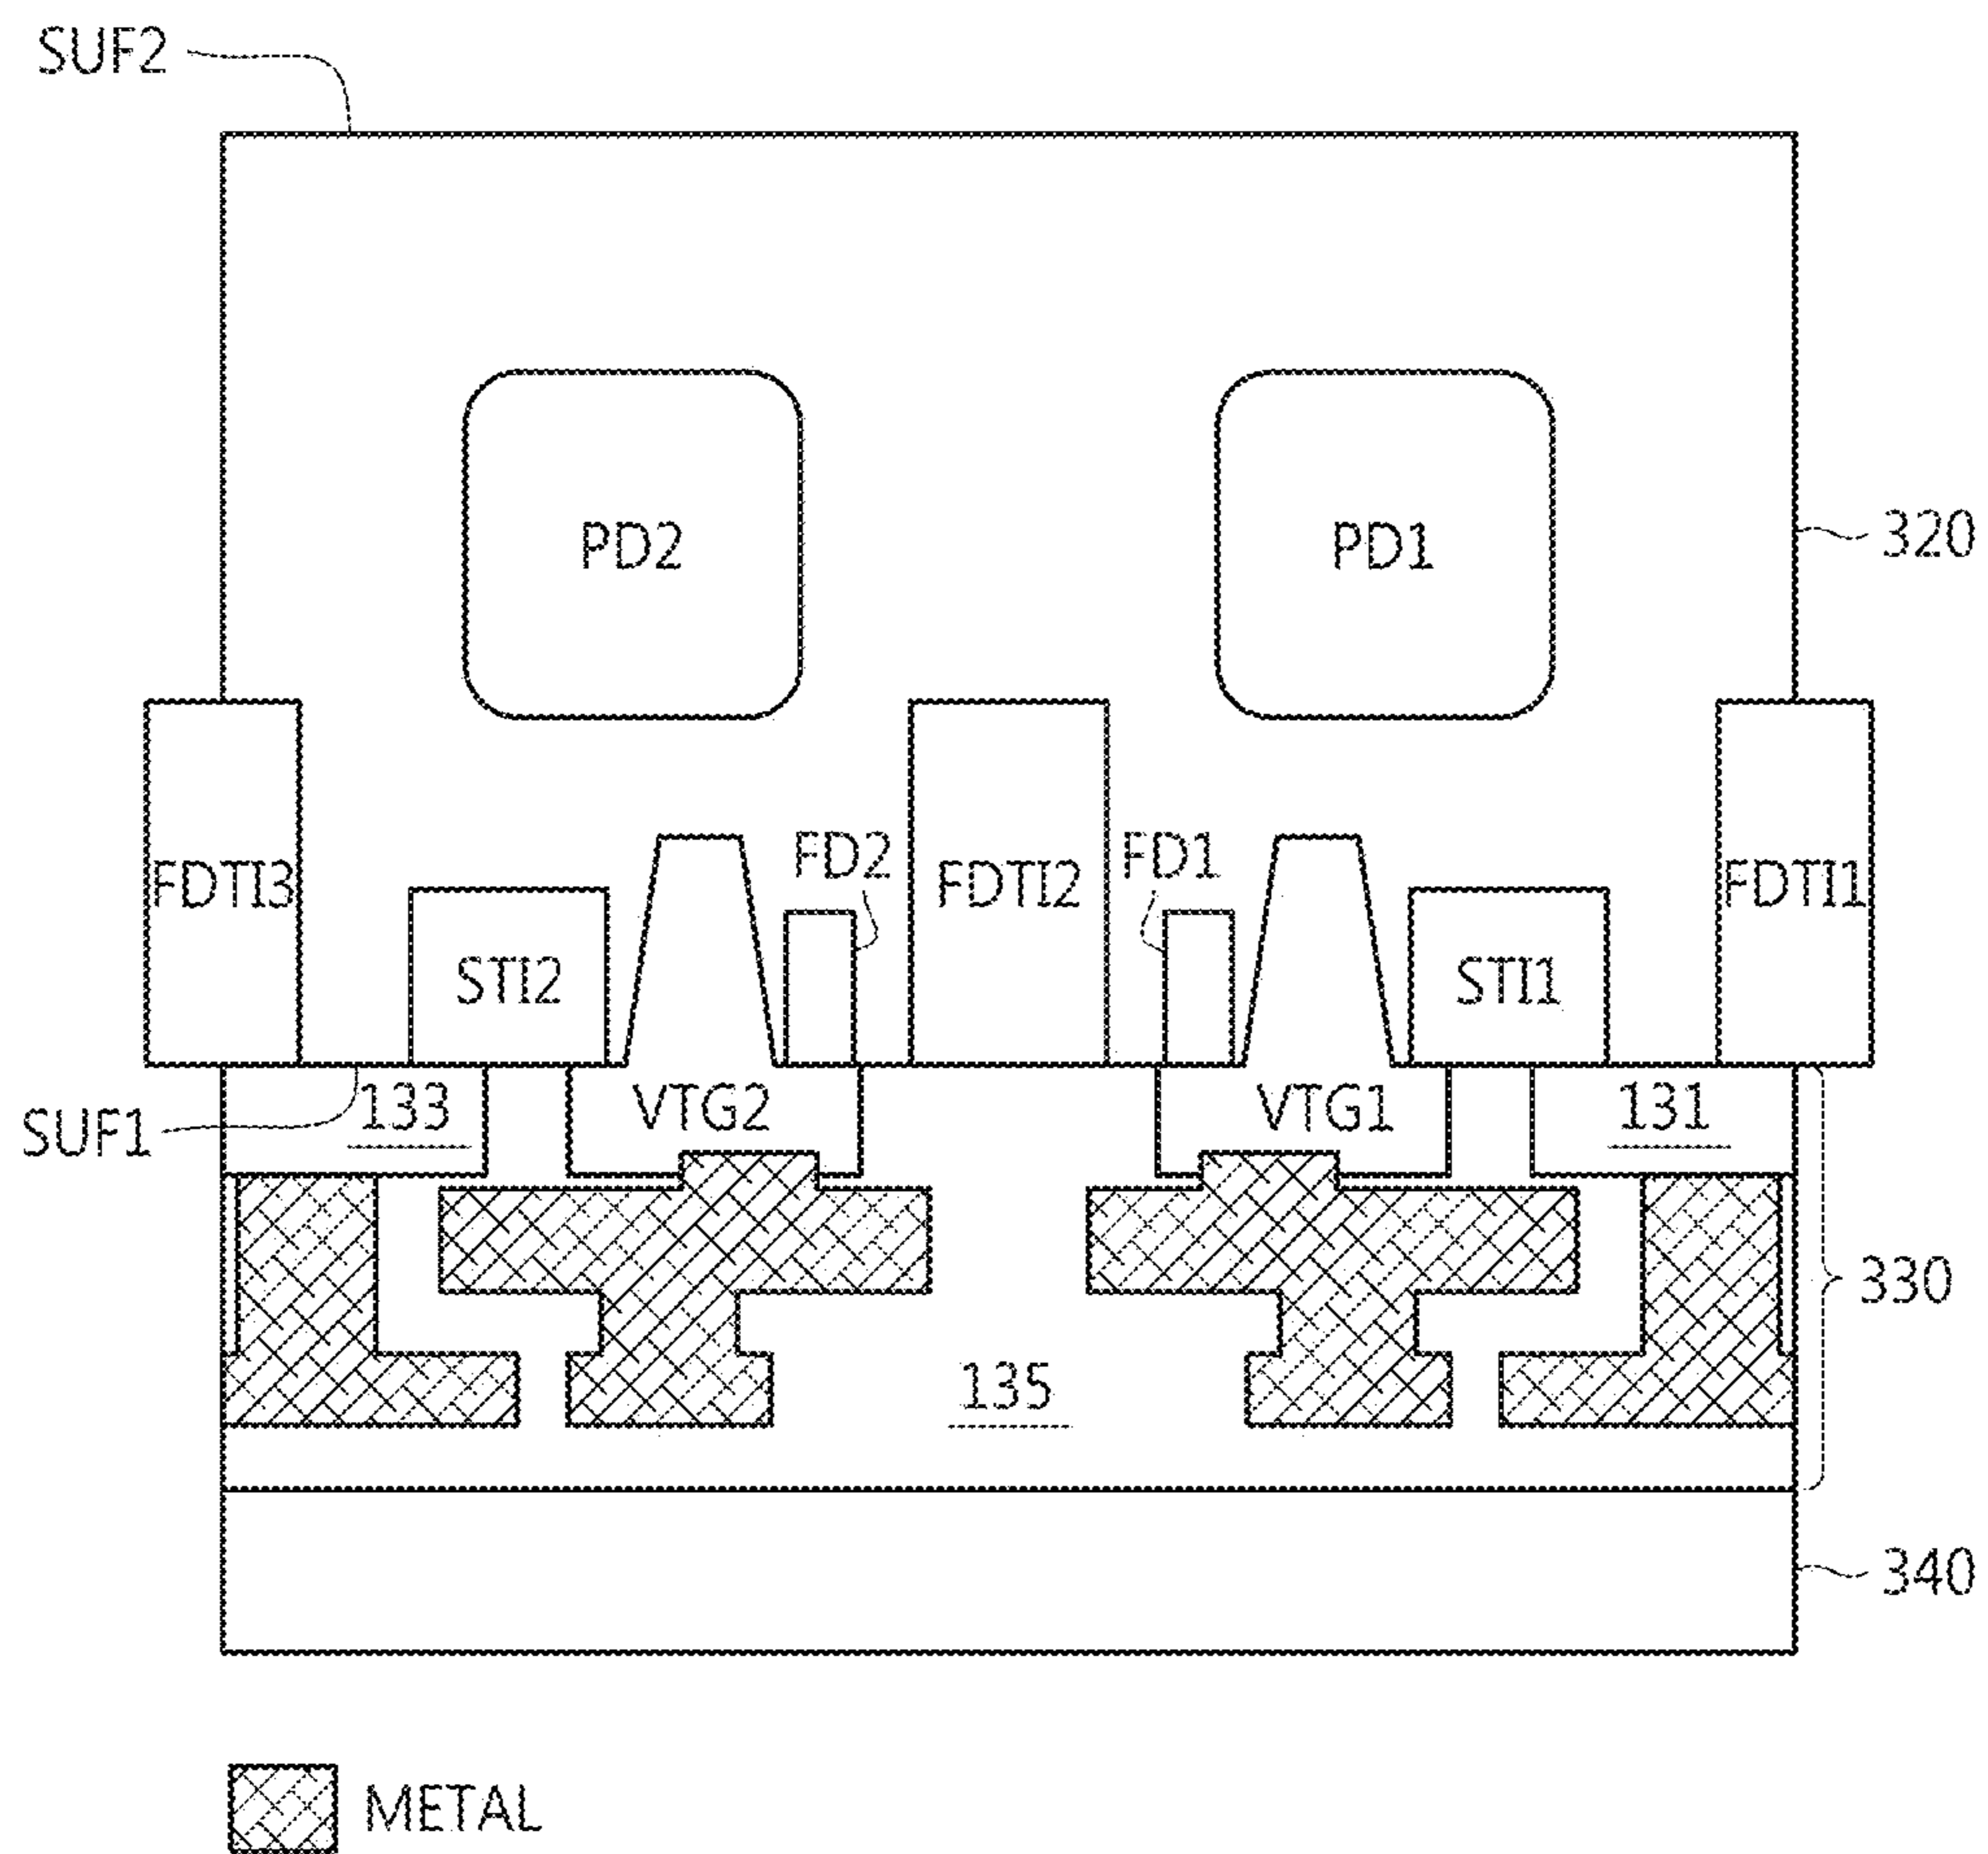 SUF2
PD2
PD1
320
FD2
FD1
FDTI3
FDTI2
FDTI1
STI2
STI1
SUF1
133
VTG2
VTG1
131
330
135
340
METAL